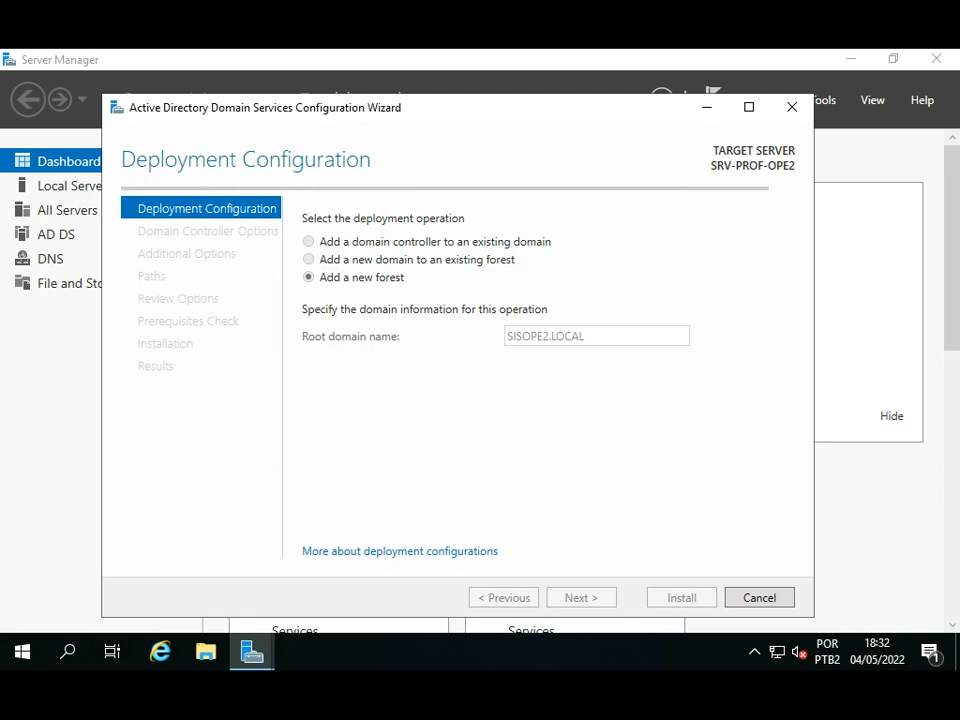 Server Manager
Tools
View
Help
Active Directory Domain Services Configuration Wizard
Deployment Configuration
TARGET SERVER
SRV-PROF-OPE2
Dashboard
Local Serve
All Servers
AD DS
DNS
File and Sto
Deployment Configuration
Domain Controller Options
Additional Options
Paths
Review Options
Prerequisites Check
Installation
Results
Select the deployment operation
Add a domain controller to an existing domain
Add a new domain to an existing forest
Add a new forest
Specify the domain information for this operation
Root domain name:
SISOPE2.LOCAL
More about deployment configurations
Hide
< Previous
Next >
Install
Cancel
Services
Services
POR
PTB2
18:32
04/05/2022
1